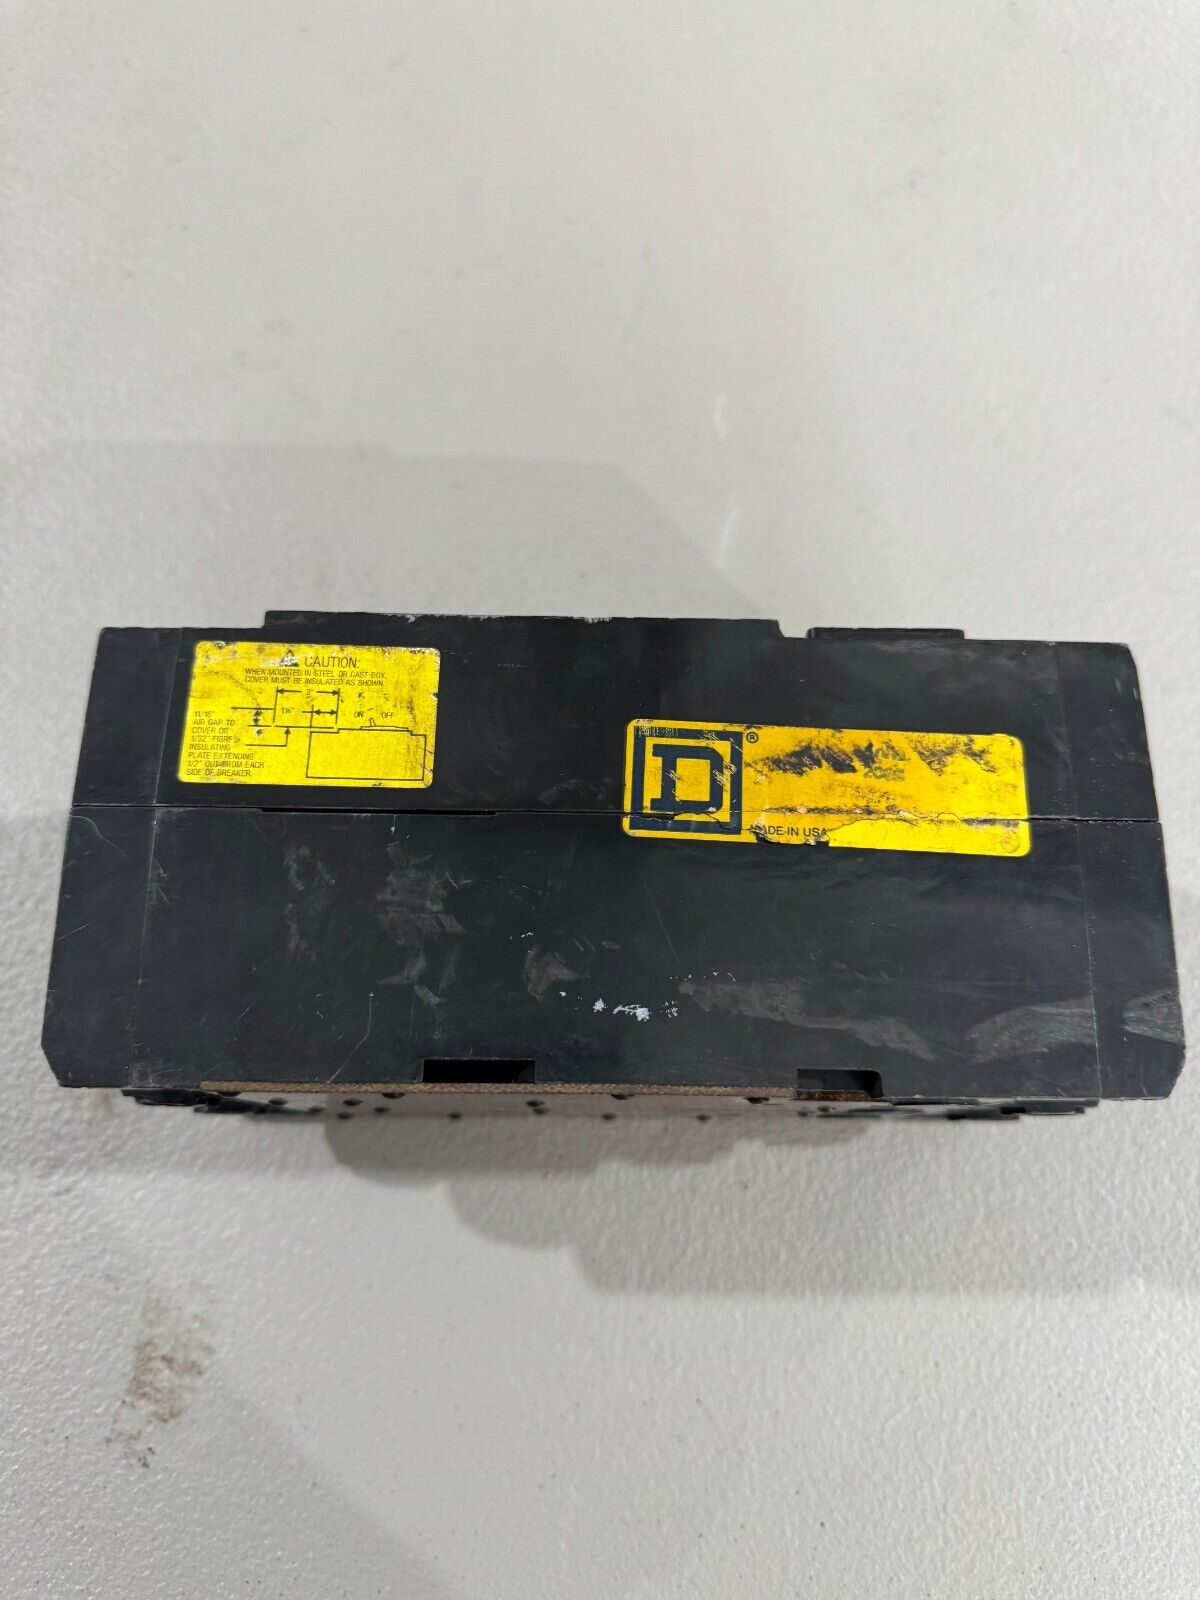 ⚠ CAUTION:
WHEN MOUNTED IN STEEL OR CAST BOX,
COVER MUST BE INSULATED AS SHOWN.
3"
1¼"
ON OFF
11/16"
AIR GAP TO
COVER OR
1/32" FIBRE
INSULATING
PLATE EXTENDING
1/2" OUT FROM EACH
SIDE OF BREAKER.
D ®
MADE IN USA